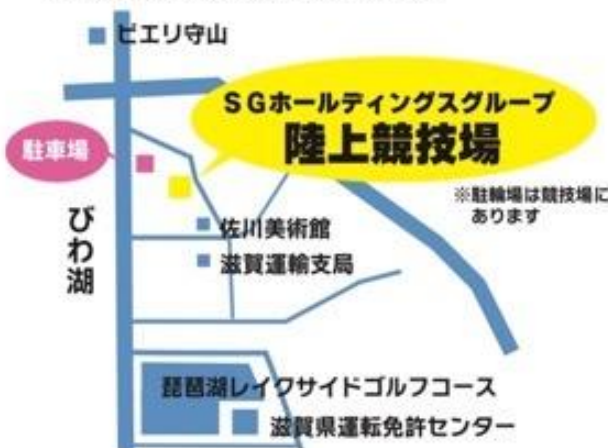 ピエリ守山
SGホールディングスグループ
陸上競技場
駐車場
※駐輪場は競技場に
あります
びわ湖
佐川美術館
滋賀運輸支局
琵琶湖レイクサイドゴルフコース
滋賀県運転免許センター